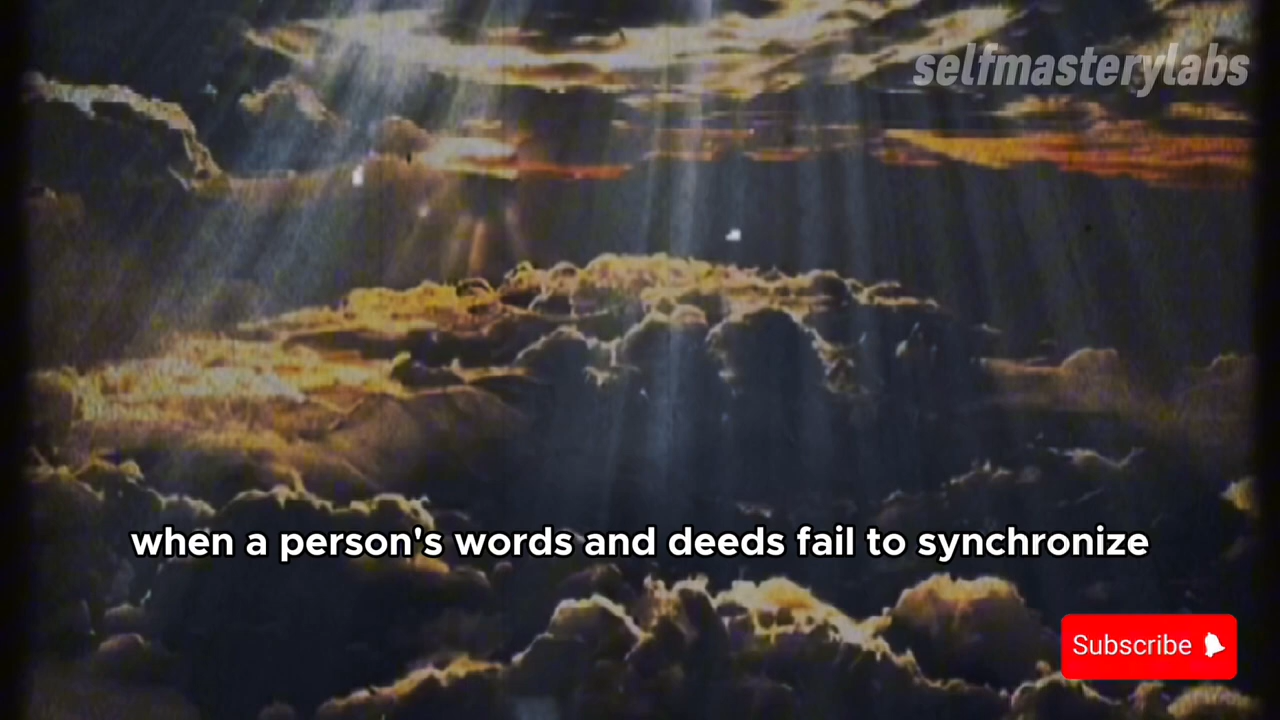 selfmasterylabs
when a person's words and deeds fail to synchronize
Subscribe